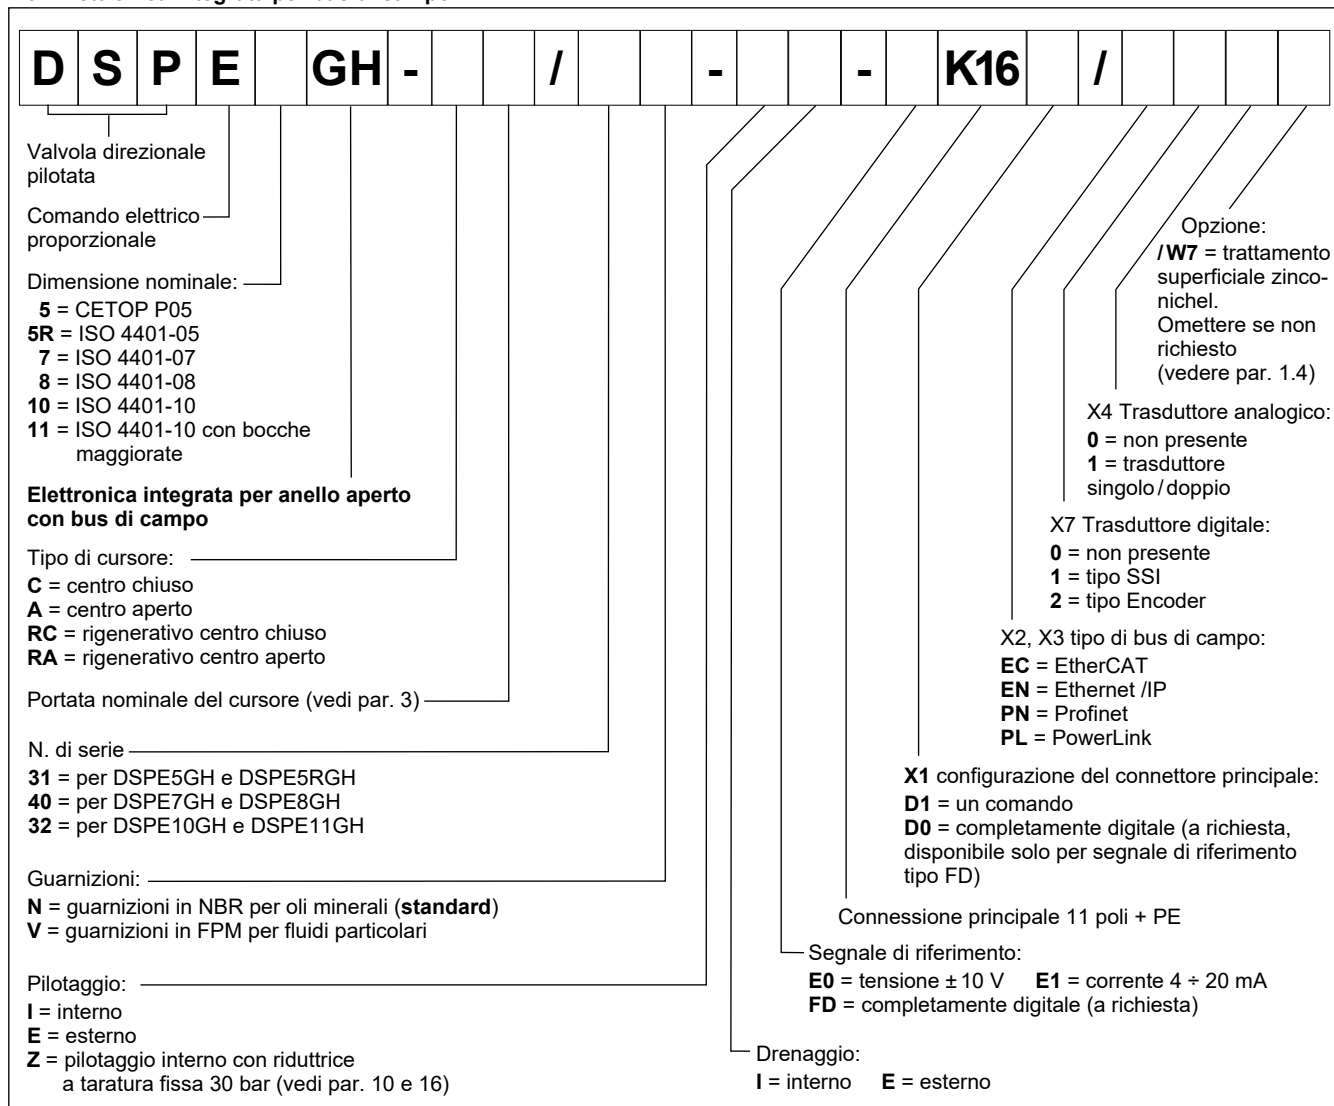 D S P E GH - / - - K16 /
Valvola direzionale
pilotata
Comando elettrico
proporzionale
Dimensione nominale:
5 = CETOP P05
5R = ISO 4401-05
7 = ISO 4401-07
8 = ISO 4401-08
10 = ISO 4401-10
11 = ISO 4401-10 con bocche
maggiorate
Elettronica integrata per anello aperto
con bus di campo
Tipo di cursore:
C = centro chiuso
A = centro aperto
RC = rigenerativo centro chiuso
RA = rigenerativo centro aperto
Portata nominale del cursore (vedi par. 3)
N. di serie
31 = per DSPE5GH e DSPE5RGH
40 = per DSPE7GH e DSPE8GH
32 = per DSPE10GH e DSPE11GH
Guarnizioni:
N = guarnizioni in NBR per oli minerali (standard)
V = guarnizioni in FPM per fluidi particolari
Pilotaggio:
I = interno
E = esterno
Z = pilotaggio interno con riduttrice
a taratura fissa 30 bar (vedi par. 10 e 16)
Opzione:
/ W7 = trattamento
superficiale zinco-
nichel.
Omettere se non
richiesto
(vedere par. 1.4)
X4 Trasduttore analogico:
0 = non presente
1 = trasduttore
singolo / doppio
X7 Trasduttore digitale:
0 = non presente
1 = tipo SSI
2 = tipo Encoder
X2, X3 tipo di bus di campo:
EC = EtherCAT
EN = Ethernet /IP
PN = Profinet
PL = PowerLink
X1 configurazione del connettore principale:
D1 = un comando
D0 = completamente digitale (a richiesta,
disponibile solo per segnale di riferimento
tipo FD)
Connessione principale 11 poli + PE
Segnale di riferimento:
E0 = tensione ± 10 V E1 = corrente 4 ÷ 20 mA
FD = completamente digitale (a richiesta)
Drenaggio:
I = interno E = esterno